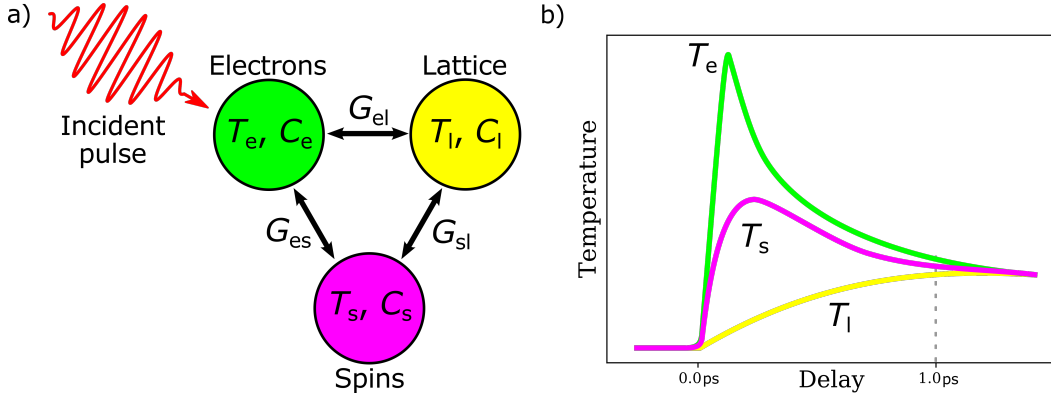 a)
Electrons
Lattice
Incident
pulse
Tₑ, Cₑ
Gₑₗ
Tₗ, Cₗ
Gₑₛ
Gₛₗ
Tₛ, Cₛ
Spins
b)
Temperature
Tₑ
Tₛ
Tₗ
0.0ps
Delay
1.0ps